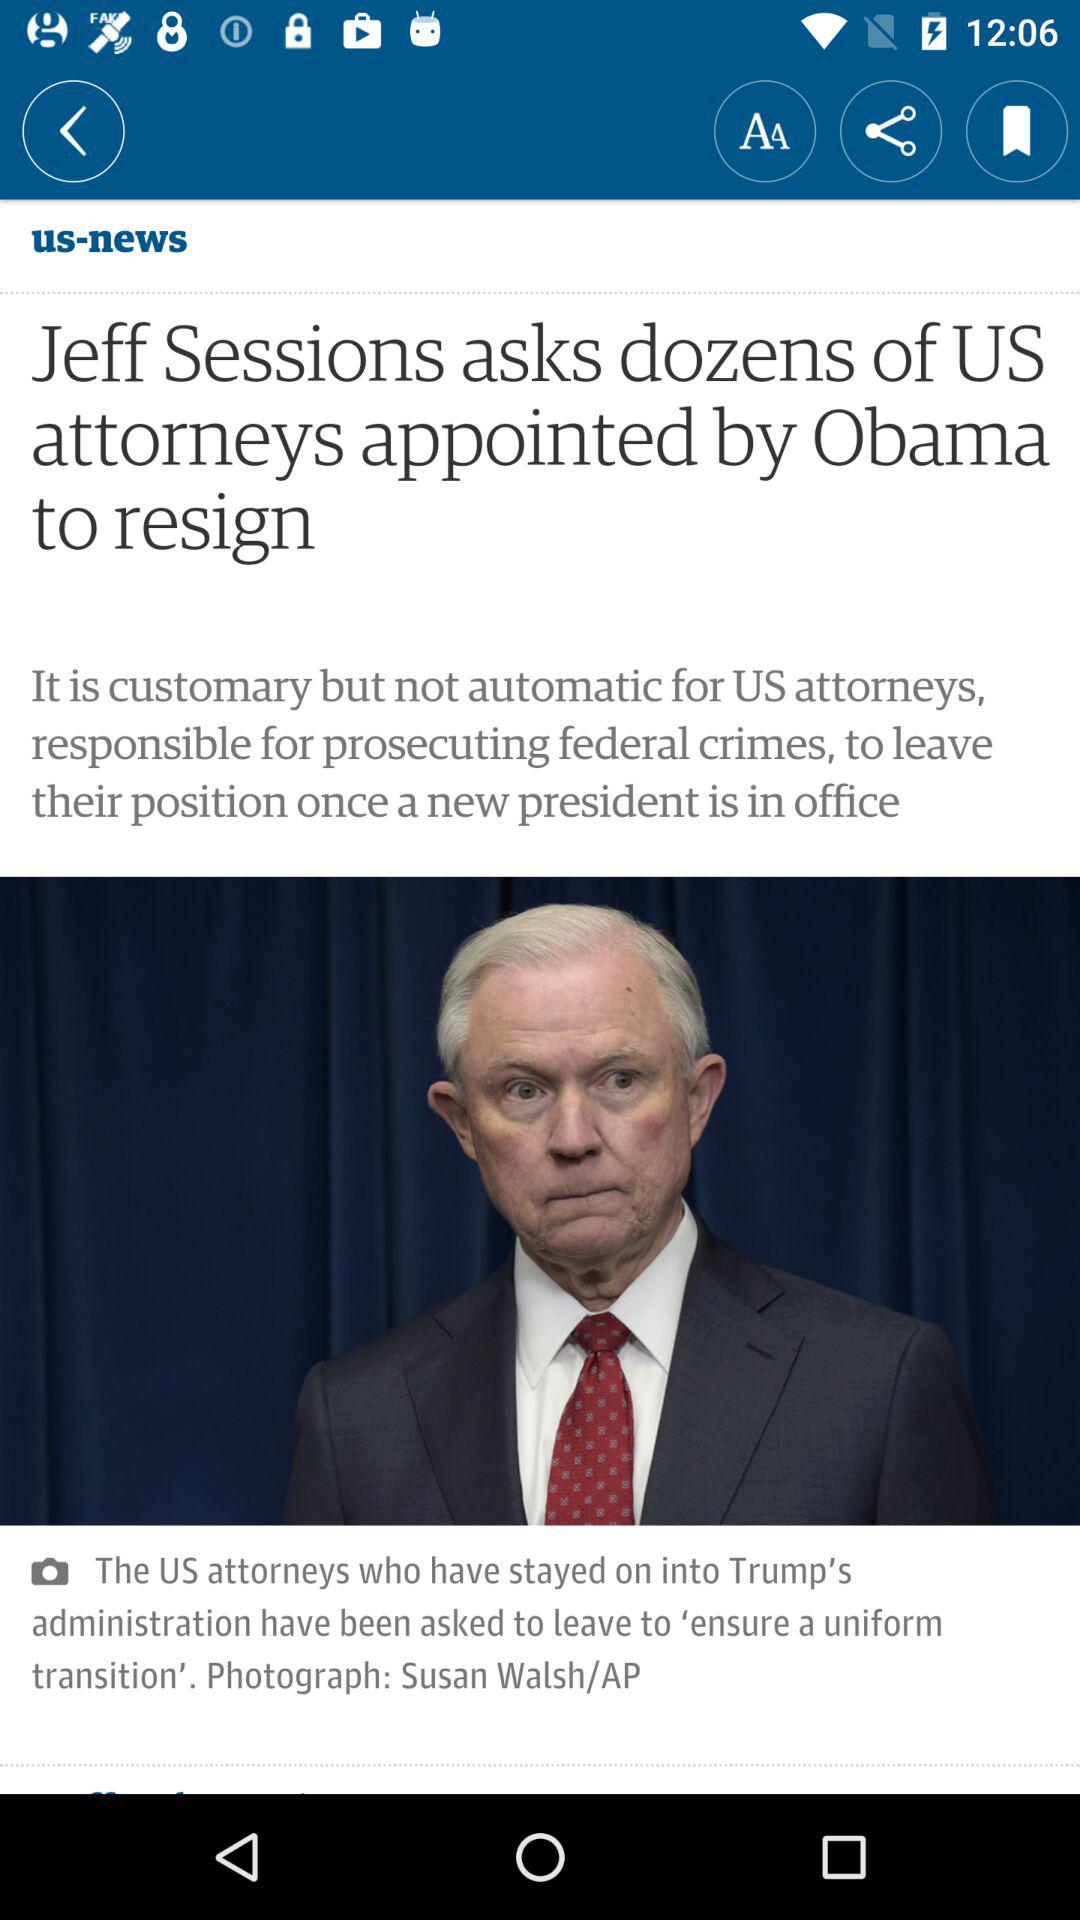 FAKE
12:06
AA
us-news
Jeff Sessions asks dozens of US
attorneys appointed by Obama
to resign
It is customary but not automatic for US attorneys,
responsible for prosecuting federal crimes, to leave
their position once a new president is in office
The US attorneys who have stayed on into Trump’s
administration have been asked to leave to ‘ensure a uniform
transition’. Photograph: Susan Walsh/AP